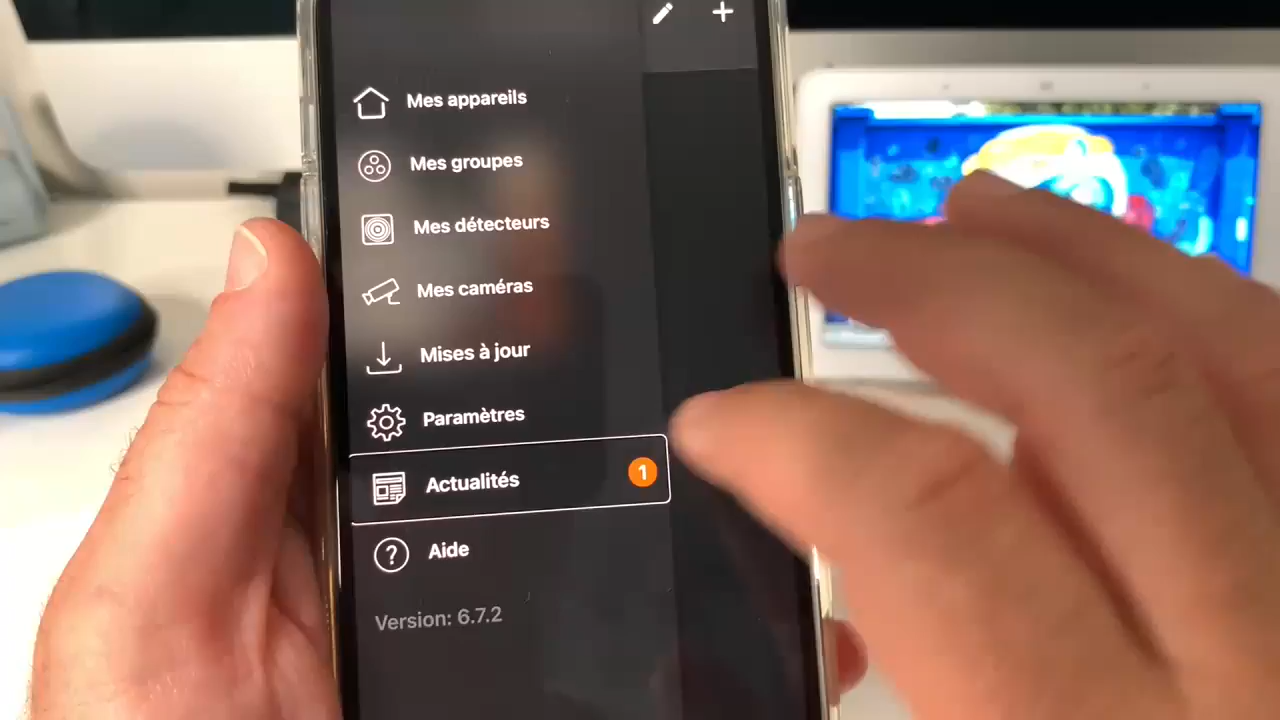 Mes appareils
Mes groupes
Mes détecteurs
Mes caméras
Mises à jour
Paramètres
Actualités 1
Aide
Version: 6.7.2